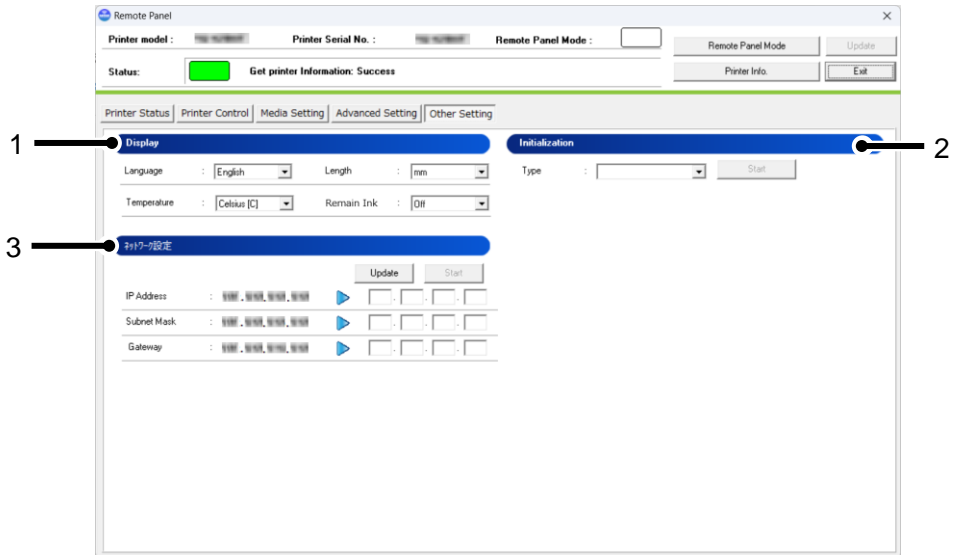 Remote Panel
Printer model : Printer Serial No. : Remote Panel Mode :
Remote Panel Mode Update
Status: Get printer Information: Success
Printer Info. Exit
Printer Status Printer Control Media Setting Advanced Setting Other Setting
1 Display Initialization 2
Language : English Length : mm Type : Start
Temperature : Celsius [C] Remain Ink : Off
3 ネットワーク設定
Update Start
IP Address :
Subnet Mask :
Gateway :